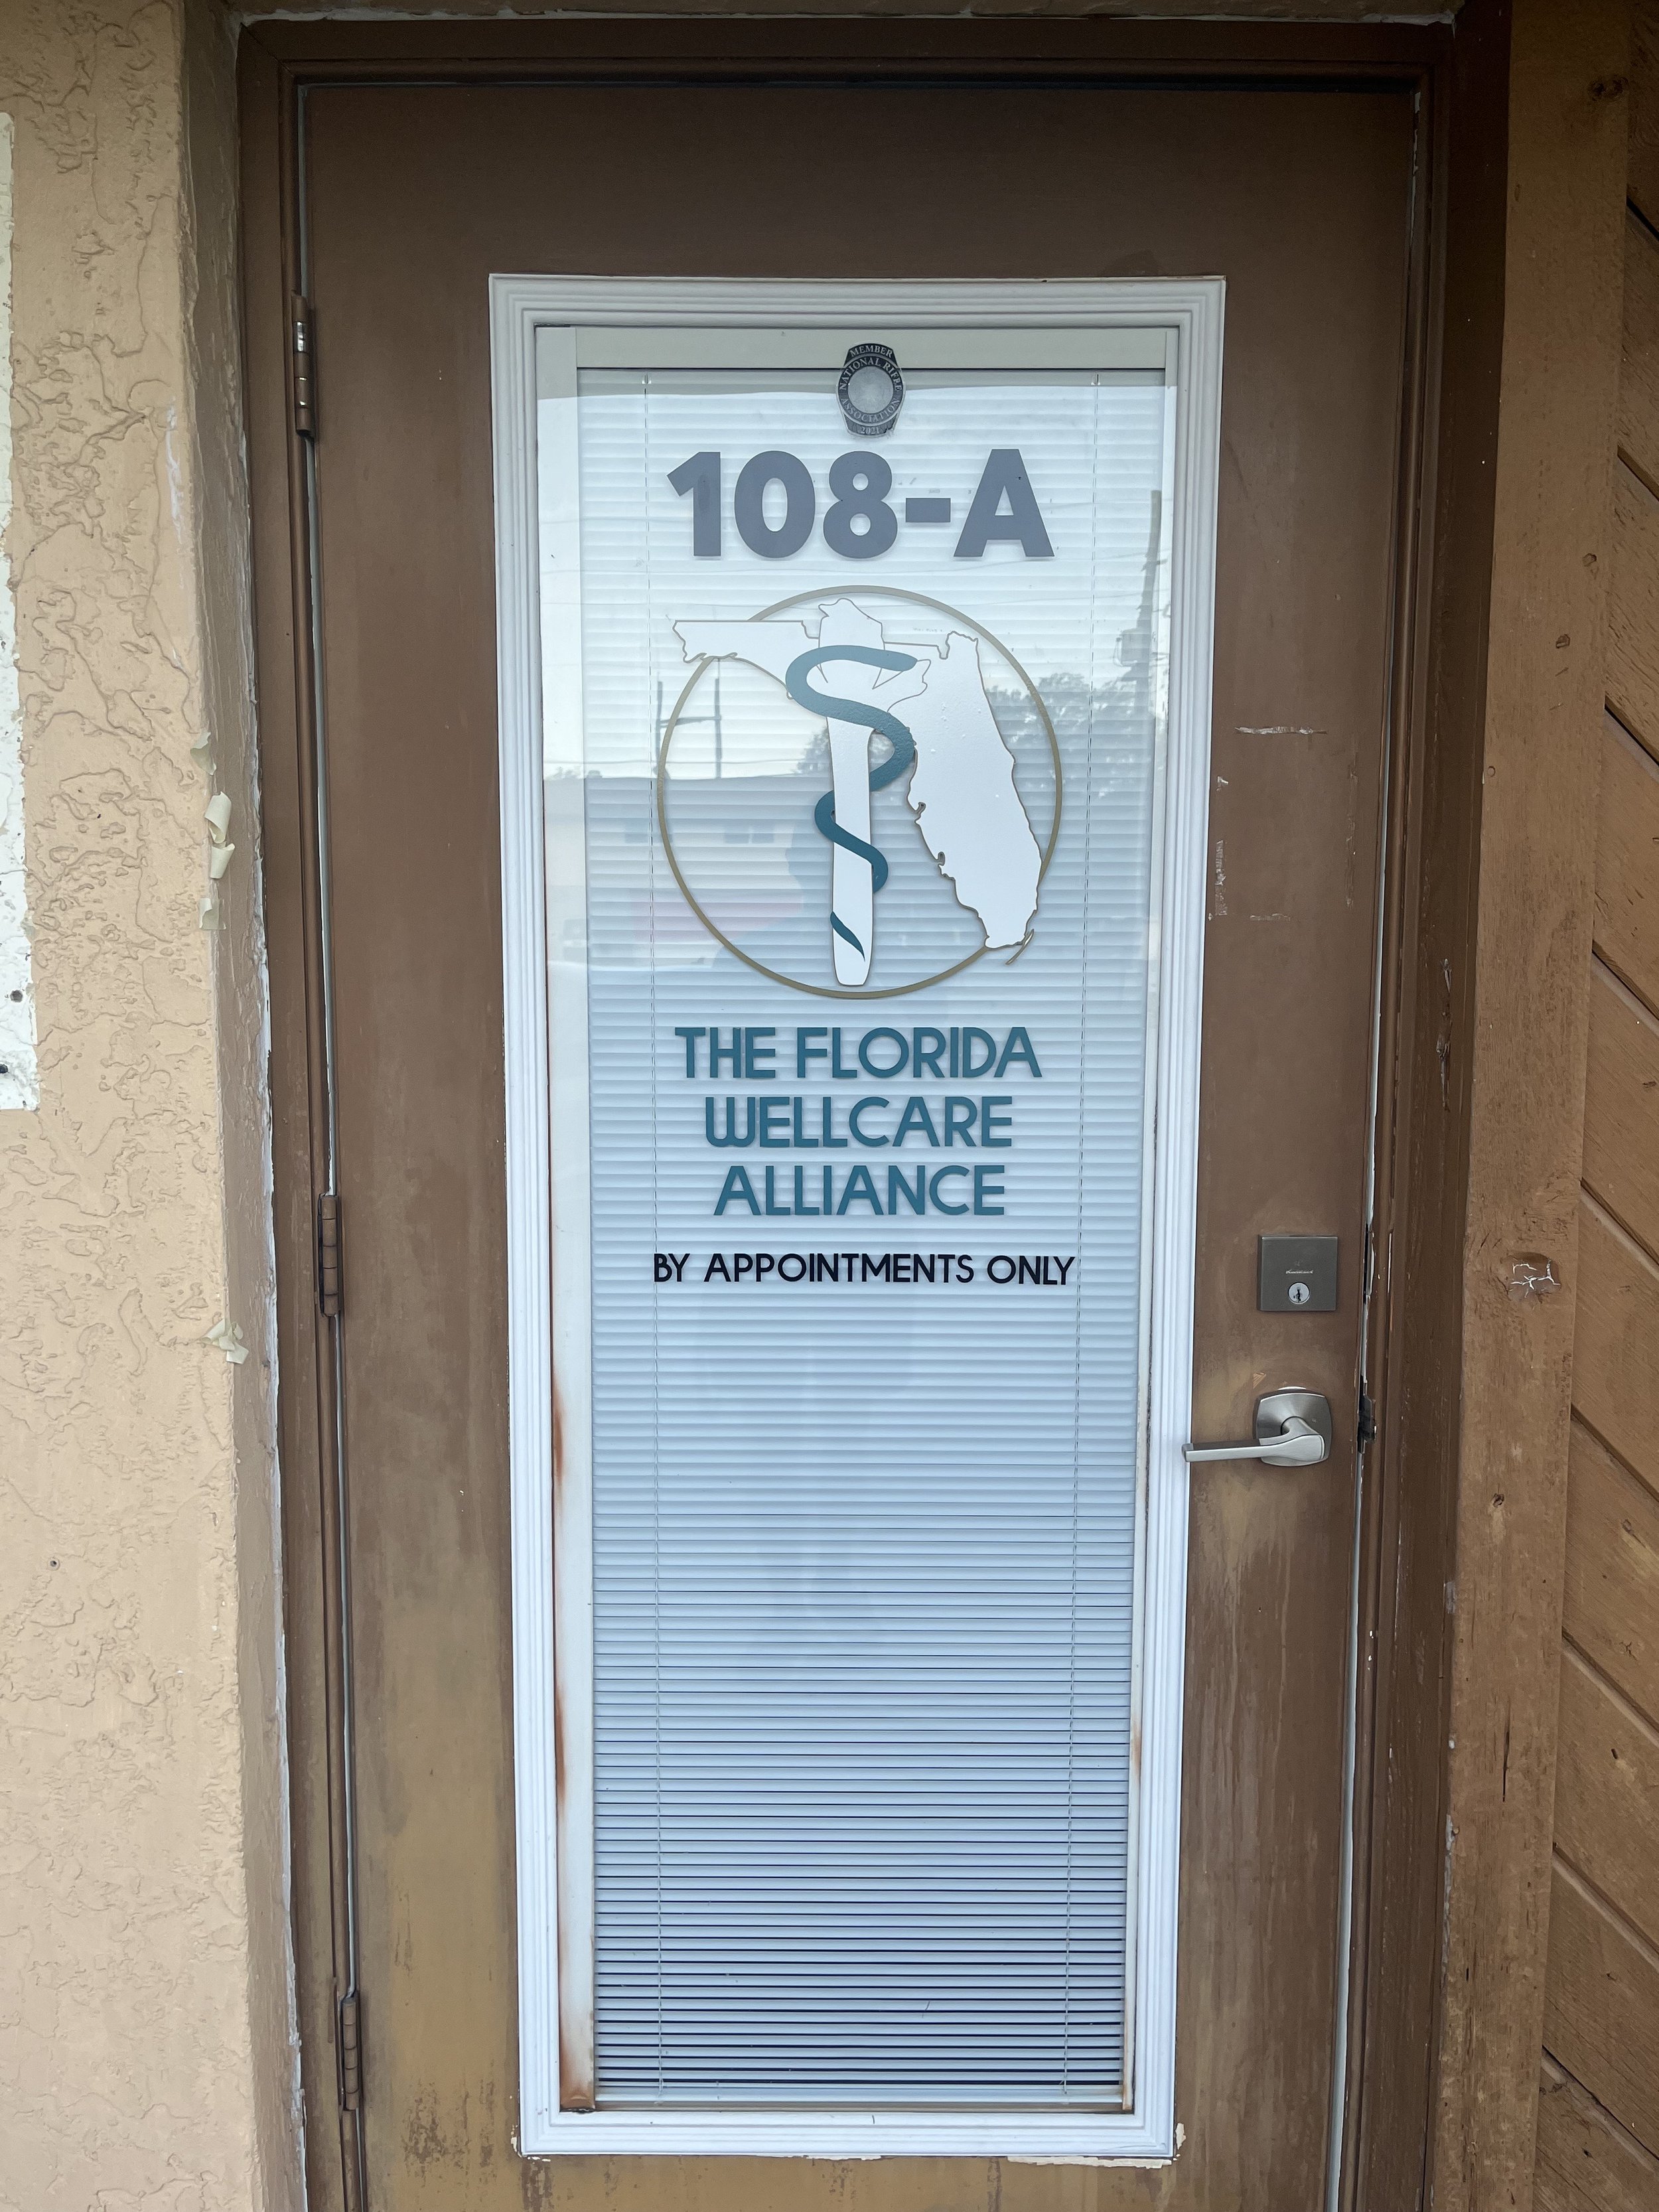 MEMBER
NATIONAL RIFLE
ASSOCIATION
2021
108-A
THE FLORIDA
WELLCARE
ALLIANCE
BY APPOINTMENTS ONLY